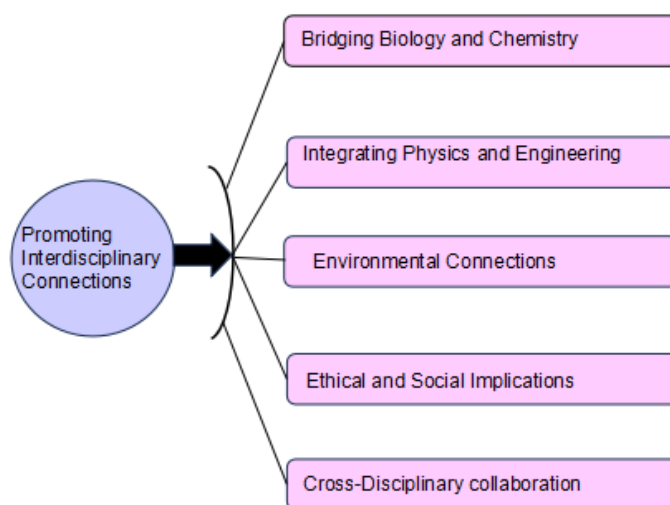 Bridging Biology and Chemistry
Integrating Physics and Engineering
Promoting
Interdisciplinary
Connections
Environmental Connections
Ethical and Social Implications
Cross-Disciplinary collaboration